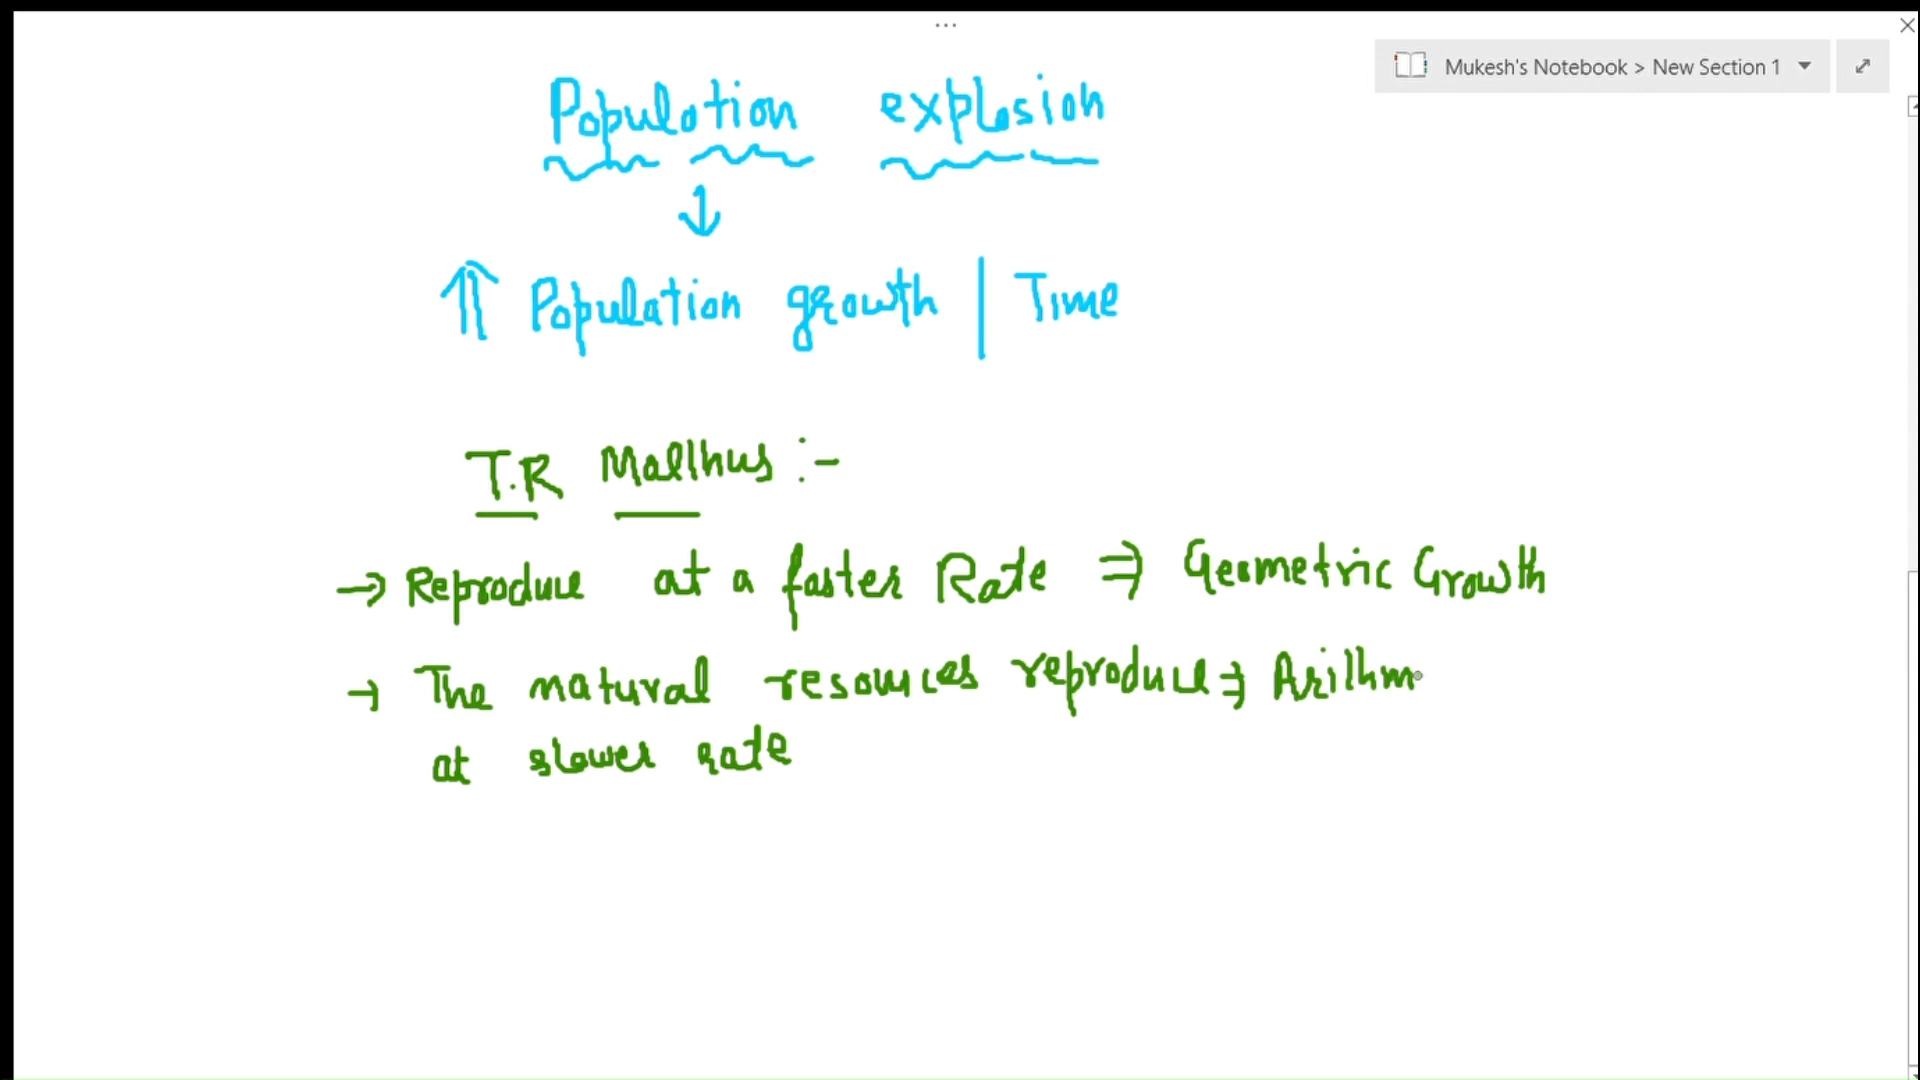 ...
Mukesh's Notebook > New Section 1
Population explosion
↓
⇑ Population growth | Time
T.R Malthus :-
→ Reproduce at a faster Rate ⇒ Geometric Growth
→ The natural resources reproduce ⇒ Arithm
at slower rate